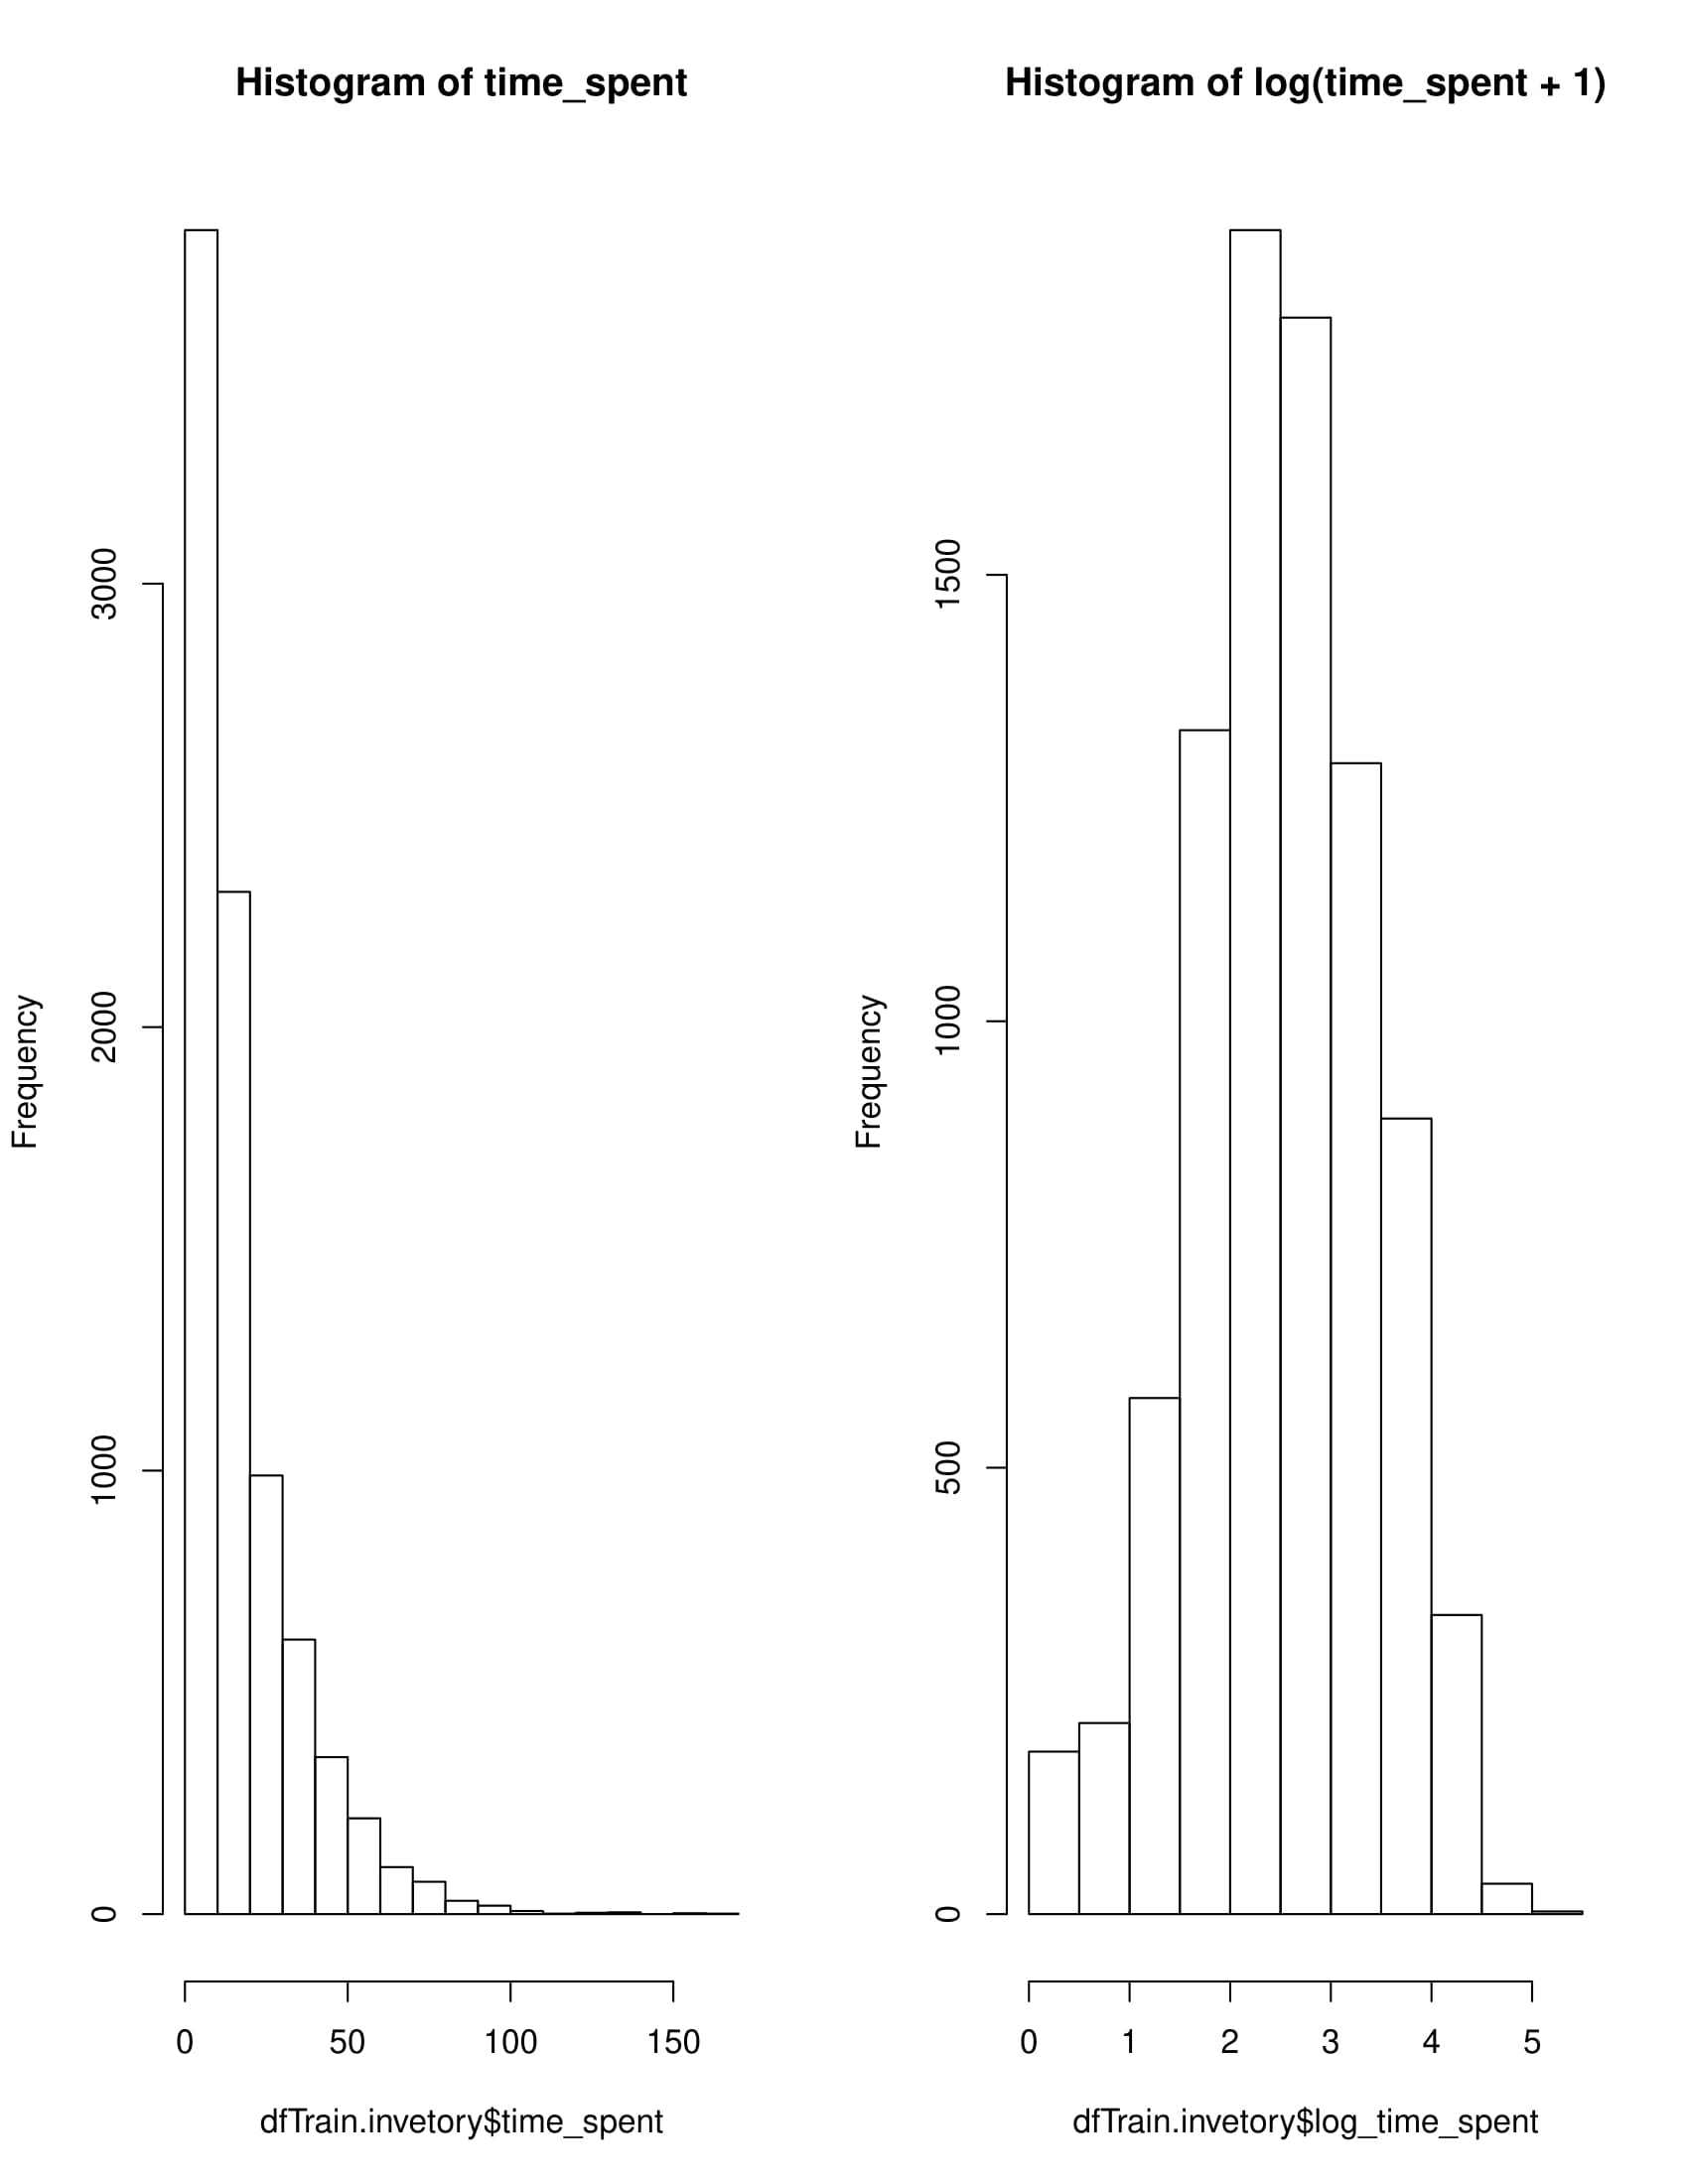 Histogram of time_spent
Frequency
3000
2000
1000
0
0 50 100 150
dfTrain.invetory$time_spent
Histogram of log(time_spent + 1)
Frequency
1500
1000
500
0
0 1 2 3 4 5
dfTrain.invetory$log_time_spent